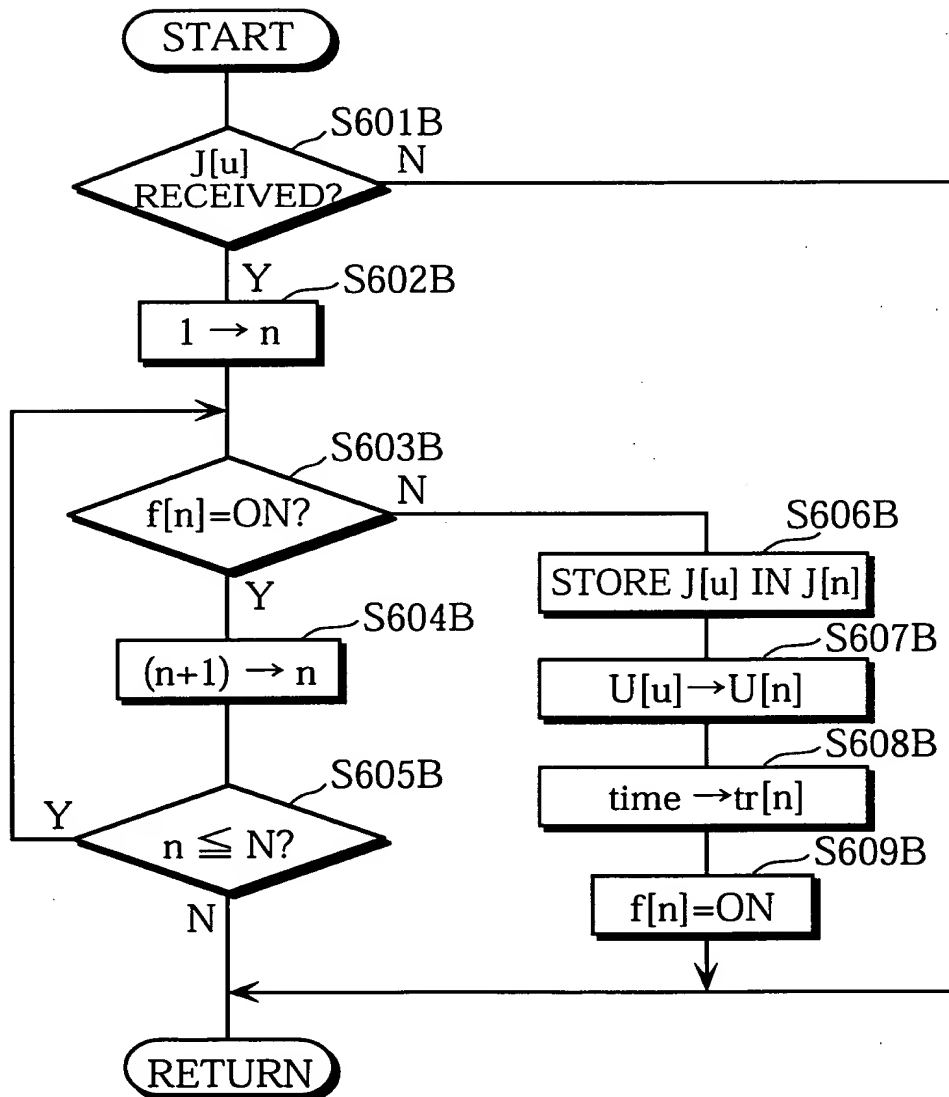 START
S601B
J[u]
RECEIVED?
N
Y
S602B
1 → n
S603B
f[n]=ON?
N
Y
S606B
STORE J[u] IN J[n]
S604B
(n+1) → n
S607B
U[u]→U[n]
S608B
time →tr[n]
S605B
Y
n ≦ N?
N
S609B
f[n]=ON
RETURN